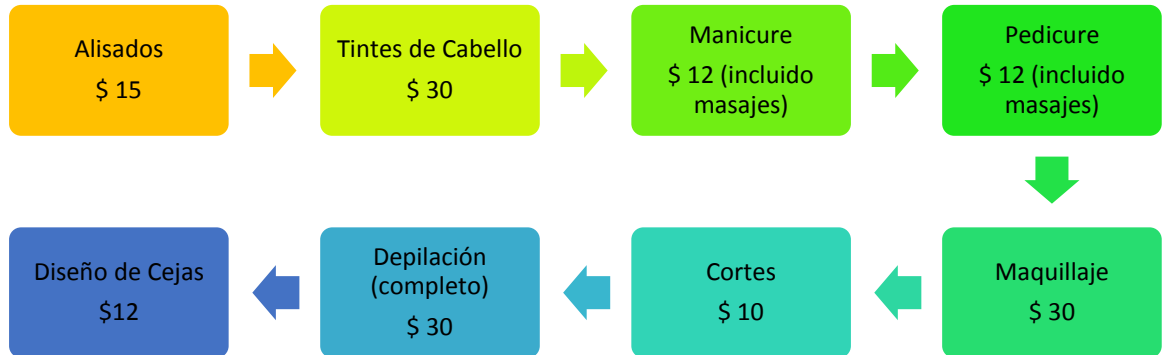 Alisados
$ 15
Tintes de Cabello
$ 30
Manicure
$ 12 (incluido
masajes)
Pedicure
$ 12 (incluido
masajes)
Maquillaje
$ 30
Cortes
$ 10
Depilación
(completo)
$ 30
Diseño de Cejas
$12